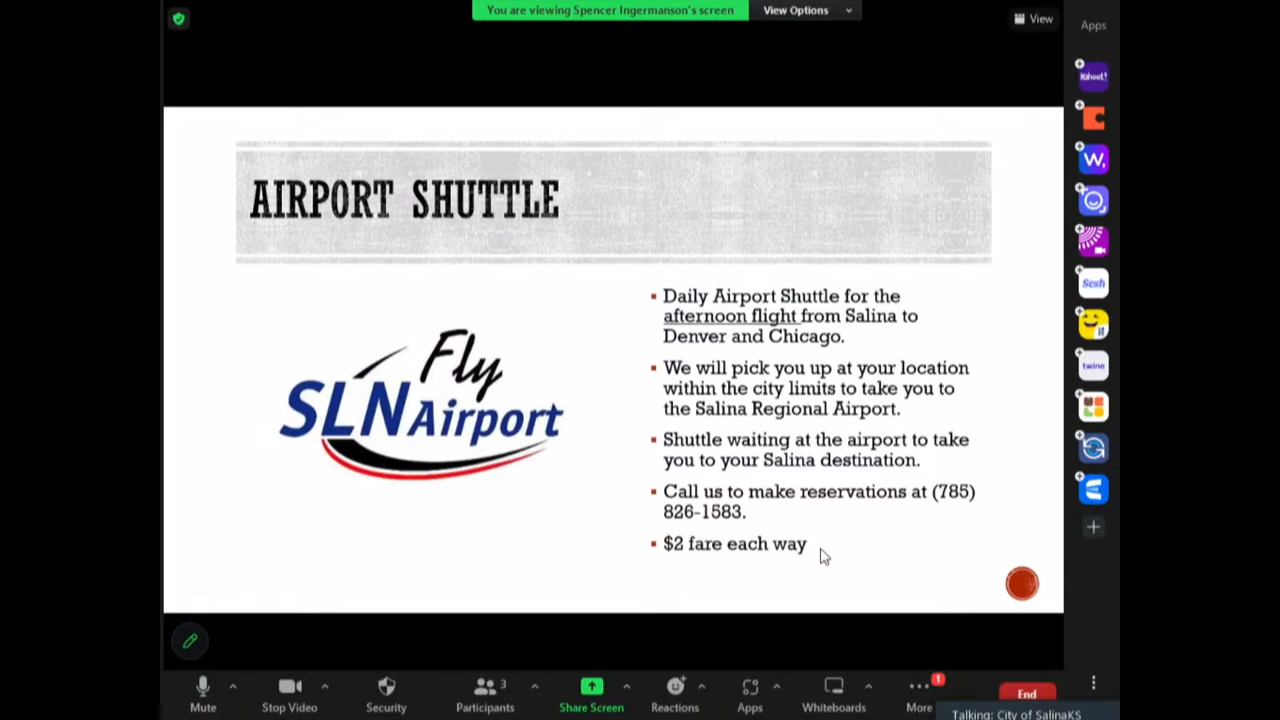 You are viewing Spencer Ingermanson's screen
View Options
View
Apps
Kahoot!
W,
AIRPORT SHUTTLE
Sesh
Fly
SLN Airport
twine
▪ Daily Airport Shuttle for the
afternoon flight from Salina to
Denver and Chicago.
▪ We will pick you up at your location
within the city limits to take you to
the Salina Regional Airport.
▪ Shuttle waiting at the airport to take
you to your Salina destination.
▪ Call us to make reservations at (785)
826-1583.
▪ $2 fare each way
3
1
Mute
Stop Video
Security
Participants
Share Screen
Reactions
Apps
Whiteboards
More
End
Talking: City of SalinaKS